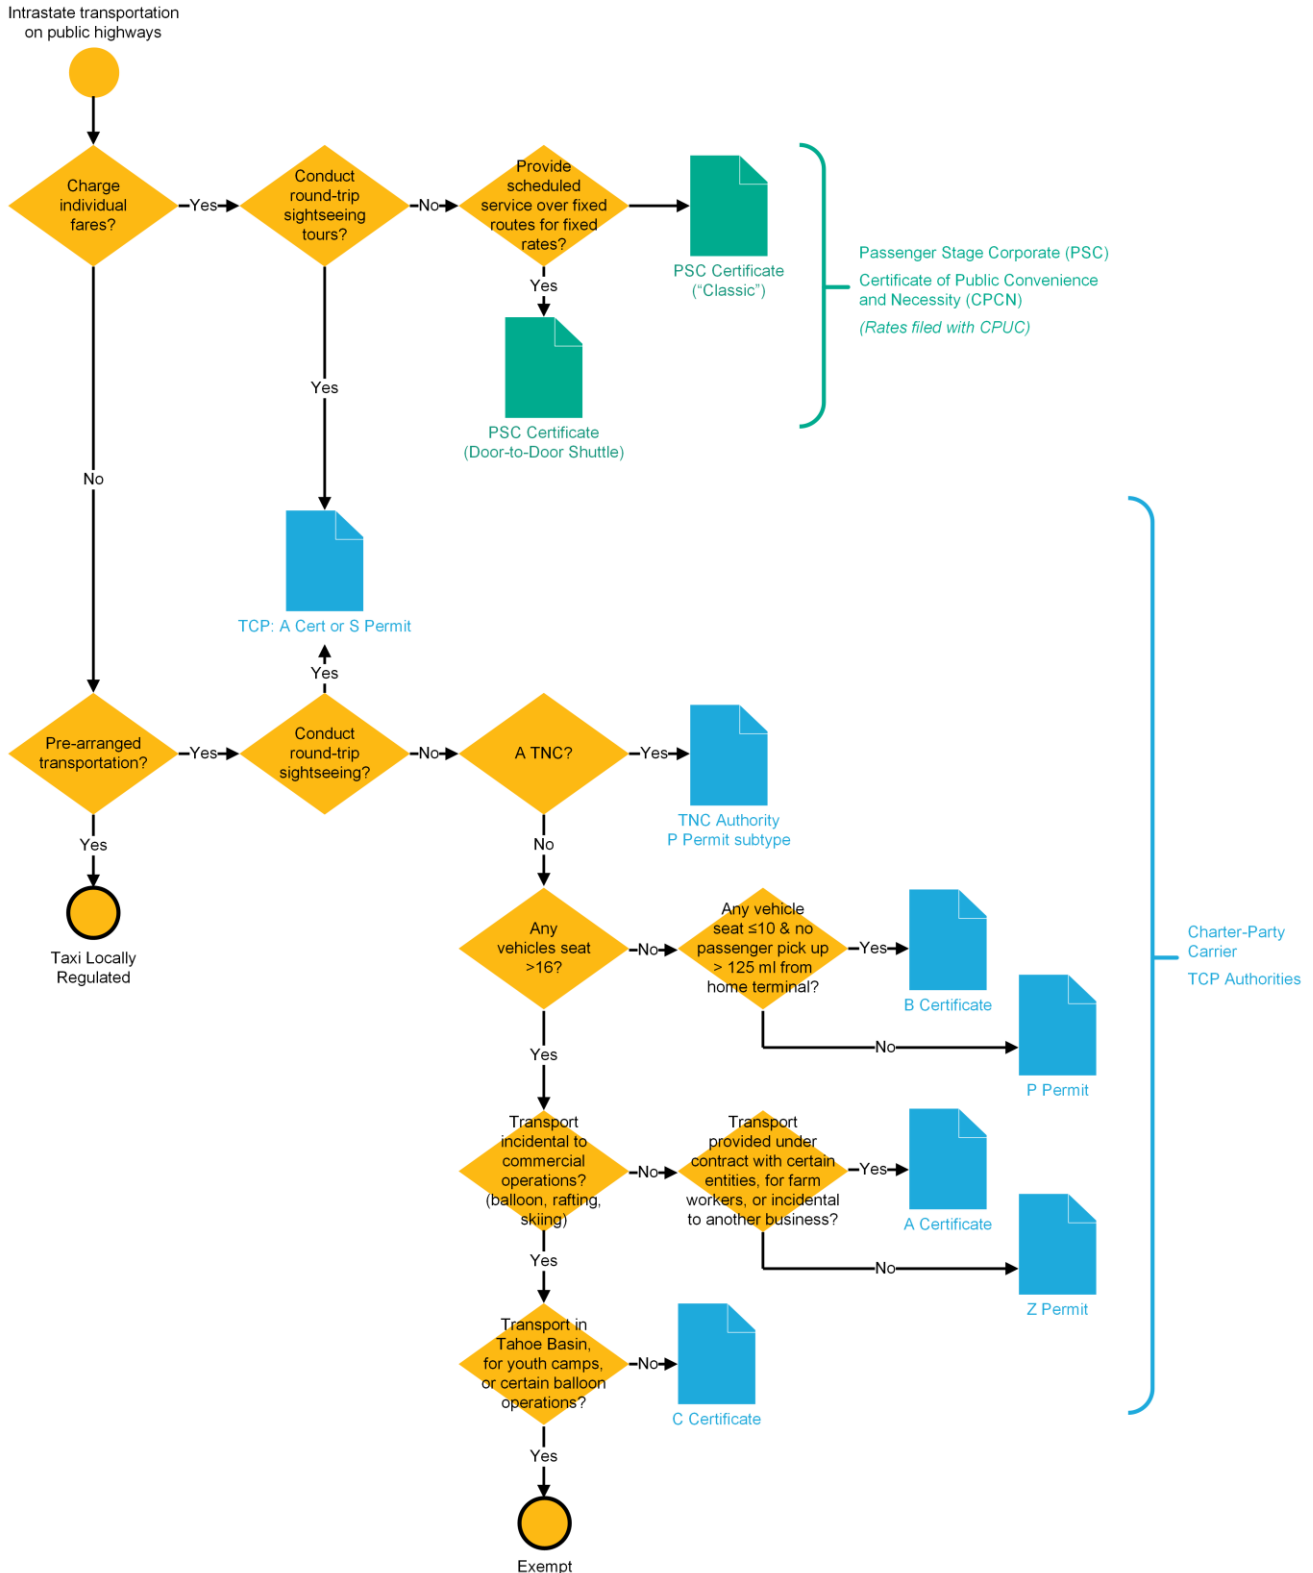 Intrastate transportation
on public highways
Charge
individual
fares?
Yes
Conduct
round-trip
sightseeing
tours?
No
Provide
scheduled
service over fixed
routes for fixed
rates?
PSC Certificate
(“Classic”)
Yes
PSC Certificate
(Door-to-Door Shuttle)
Passenger Stage Corporate (PSC)
Certificate of Public Convenience
and Necessity (CPCN)
(Rates filed with CPUC)
Yes
No
TCP: A Cert or S Permit
Yes
Pre-arranged
transportation?
Yes
Conduct
round-trip
sightseeing?
No
A TNC?
Yes
TNC Authority
P Permit subtype
Yes
Taxi Locally
Regulated
No
Any
vehicles seat
>16?
No
Any vehicle
seat ≤10 & no
passenger pick up
> 125 ml from
home terminal?
Yes
B Certificate
No
P Permit
Charter-Party
Carrier
TCP Authorities
Yes
Transport
incidental to
commercial
operations?
(balloon, rafting,
skiing)
No
Transport
provided under
contract with certain
entities, for farm
workers, or incidental
to another business?
Yes
A Certificate
No
Z Permit
Yes
Transport in
Tahoe Basin,
for youth camps,
or certain balloon
operations?
No
C Certificate
Yes
Exempt